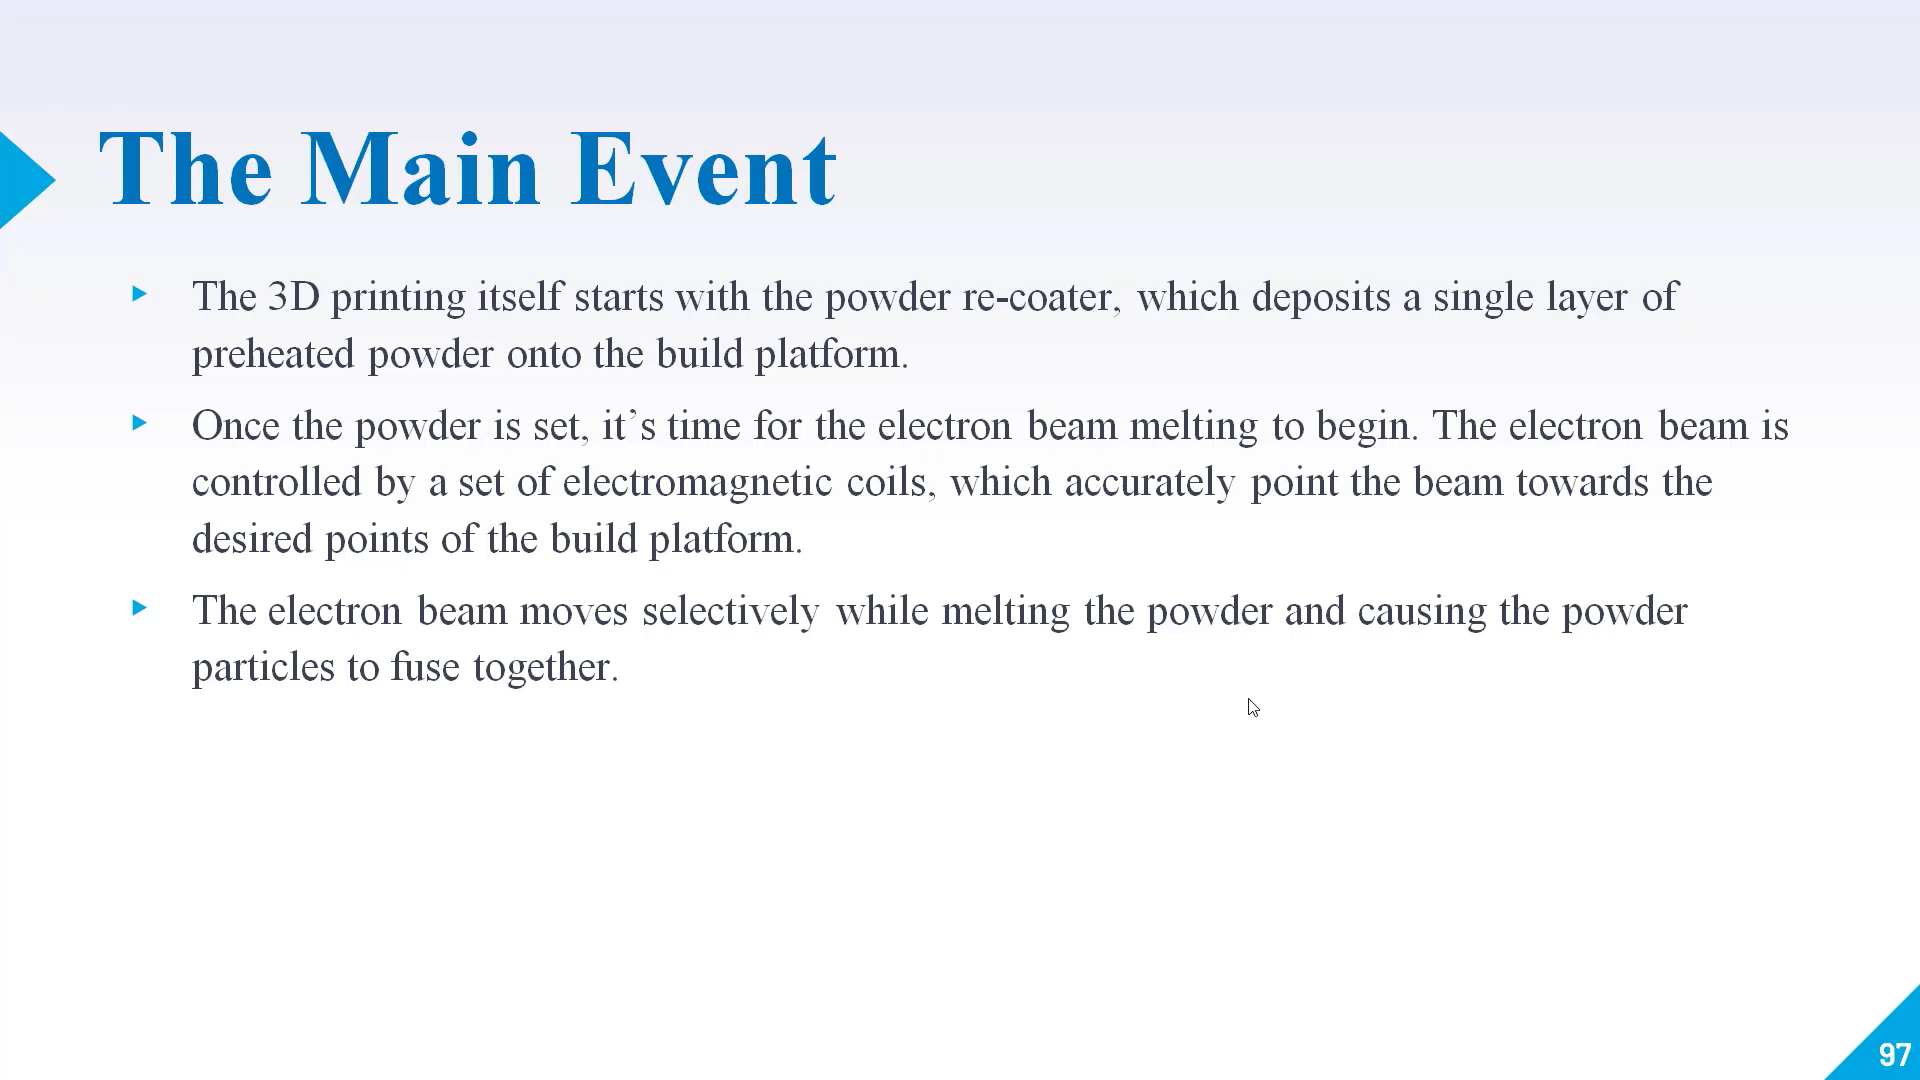 The Main Event
The 3D printing itself starts with the powder re-coater, which deposits a single layer of
preheated powder onto the build platform.
Once the powder is set, it’s time for the electron beam melting to begin. The electron beam is
controlled by a set of electromagnetic coils, which accurately point the beam towards the
desired points of the build platform.
The electron beam moves selectively while melting the powder and causing the powder
particles to fuse together.
97